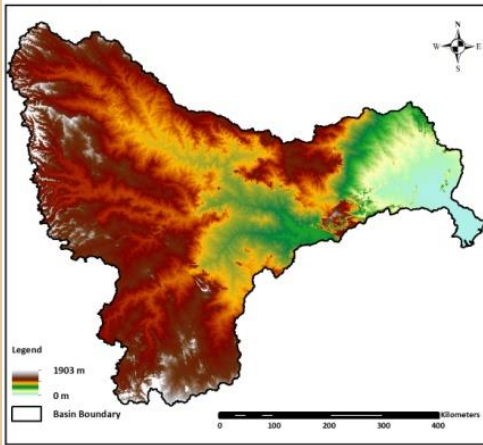 N
W E
S
Legend
1903 m
0 m
Basin Boundary
Kilometers
0 100 200 300 400